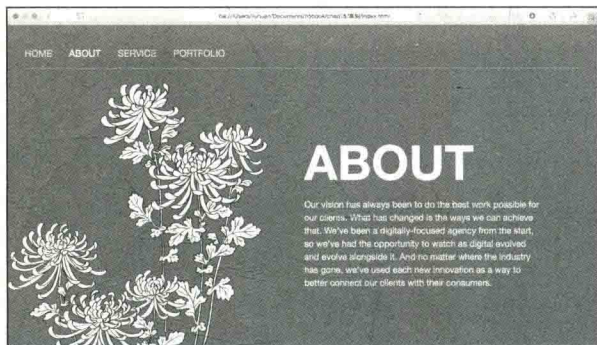 HOME ABOUT SERVICE PORTFOLIO
ABOUT
Our vision has always been to do the best work possible for
our clients. What has changed is the ways we can achieve
that. We've been a digitally-focused agency from the start,
so we've had the opportunity to watch as digital evolved
and evolve alongside it. And no matter where the industry
has gone, we've used each new innovation as a way to
better connect our clients with their consumers.